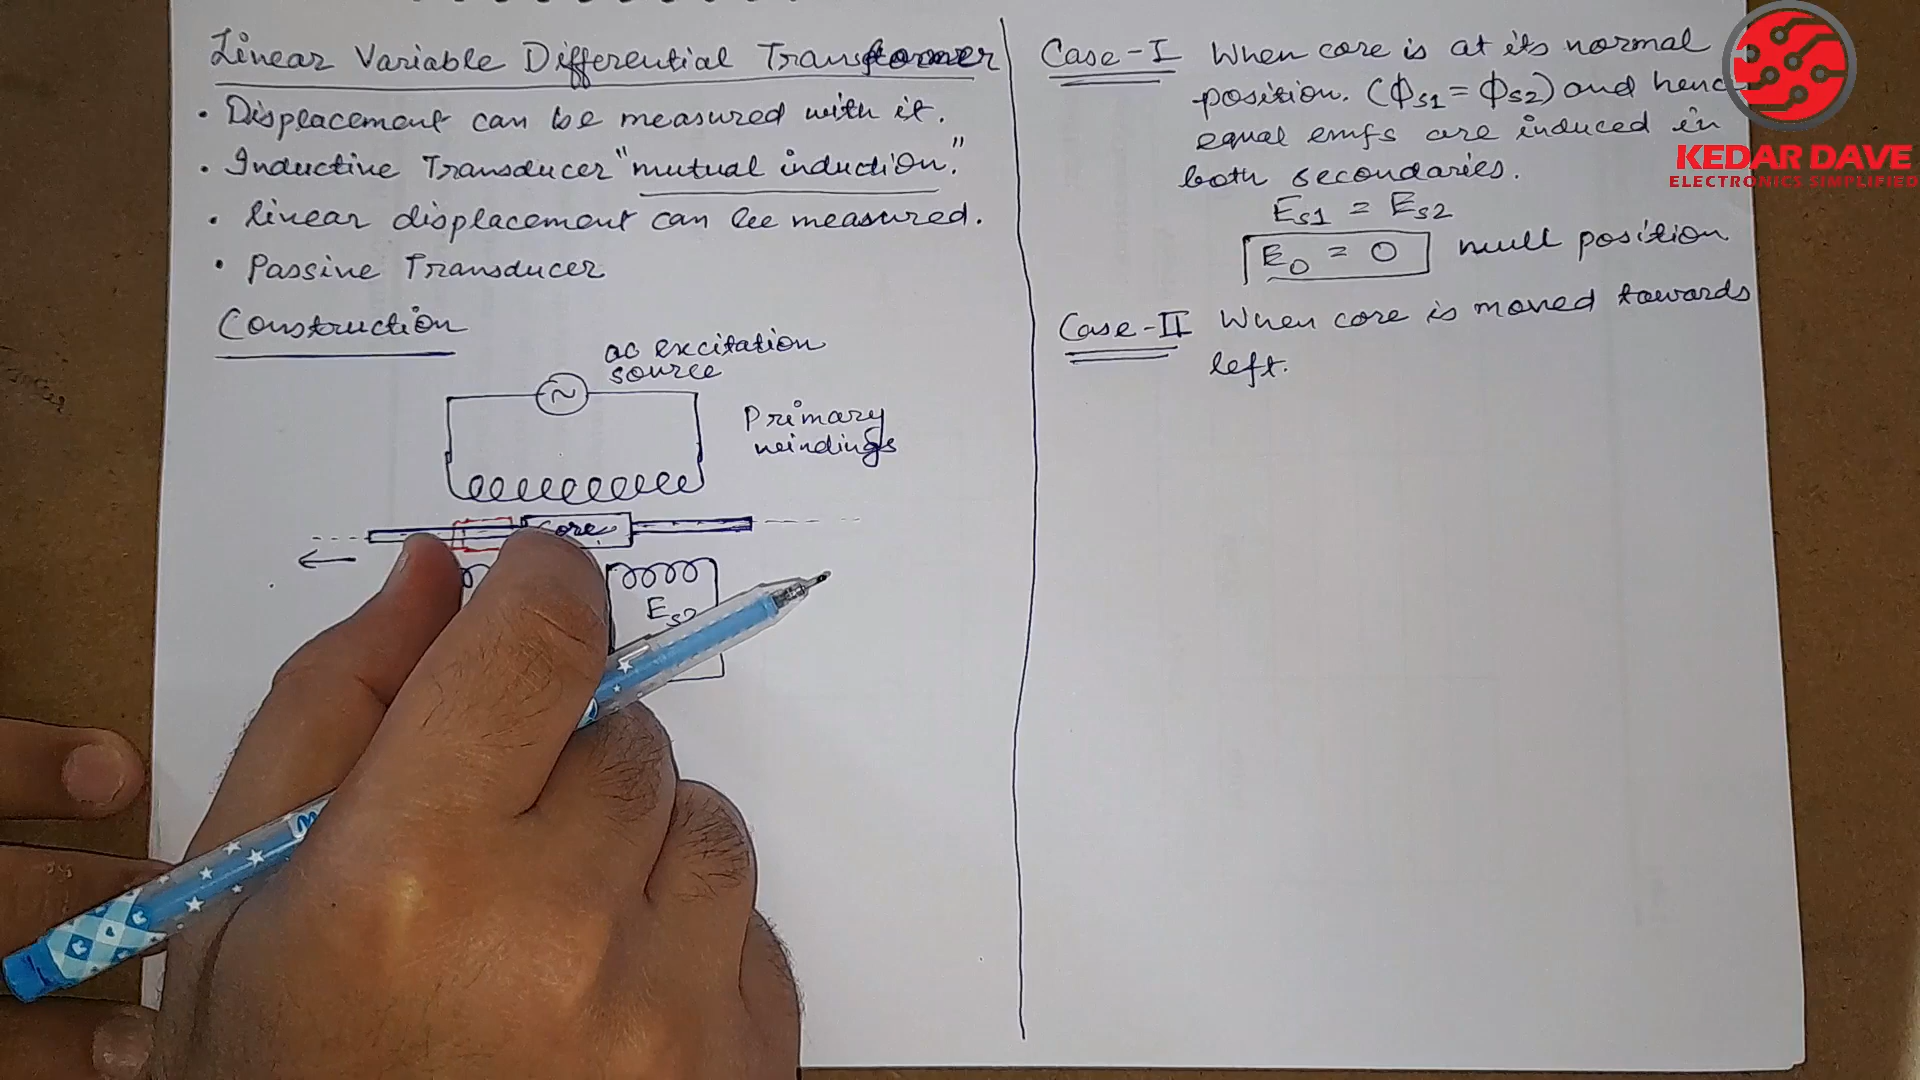 Linear Variable Differential Transformer
• Displacement can be measured with it.
• Inductive Transducer "mutual induction."
• linear displacement can be measured.
• Passive Transducer
Construction
ac excitation
source
Primary
windings
Core
Es2
Case-I When core is at its normal
position. (ΦS1 = ΦS2) and hence
equal emfs are induced in
both secondaries.
ES1 = ES2
EO = 0 null position
Case-II When core is moved towards
left.
KEDAR DAVE
ELECTRONICS SIMPLIFIED